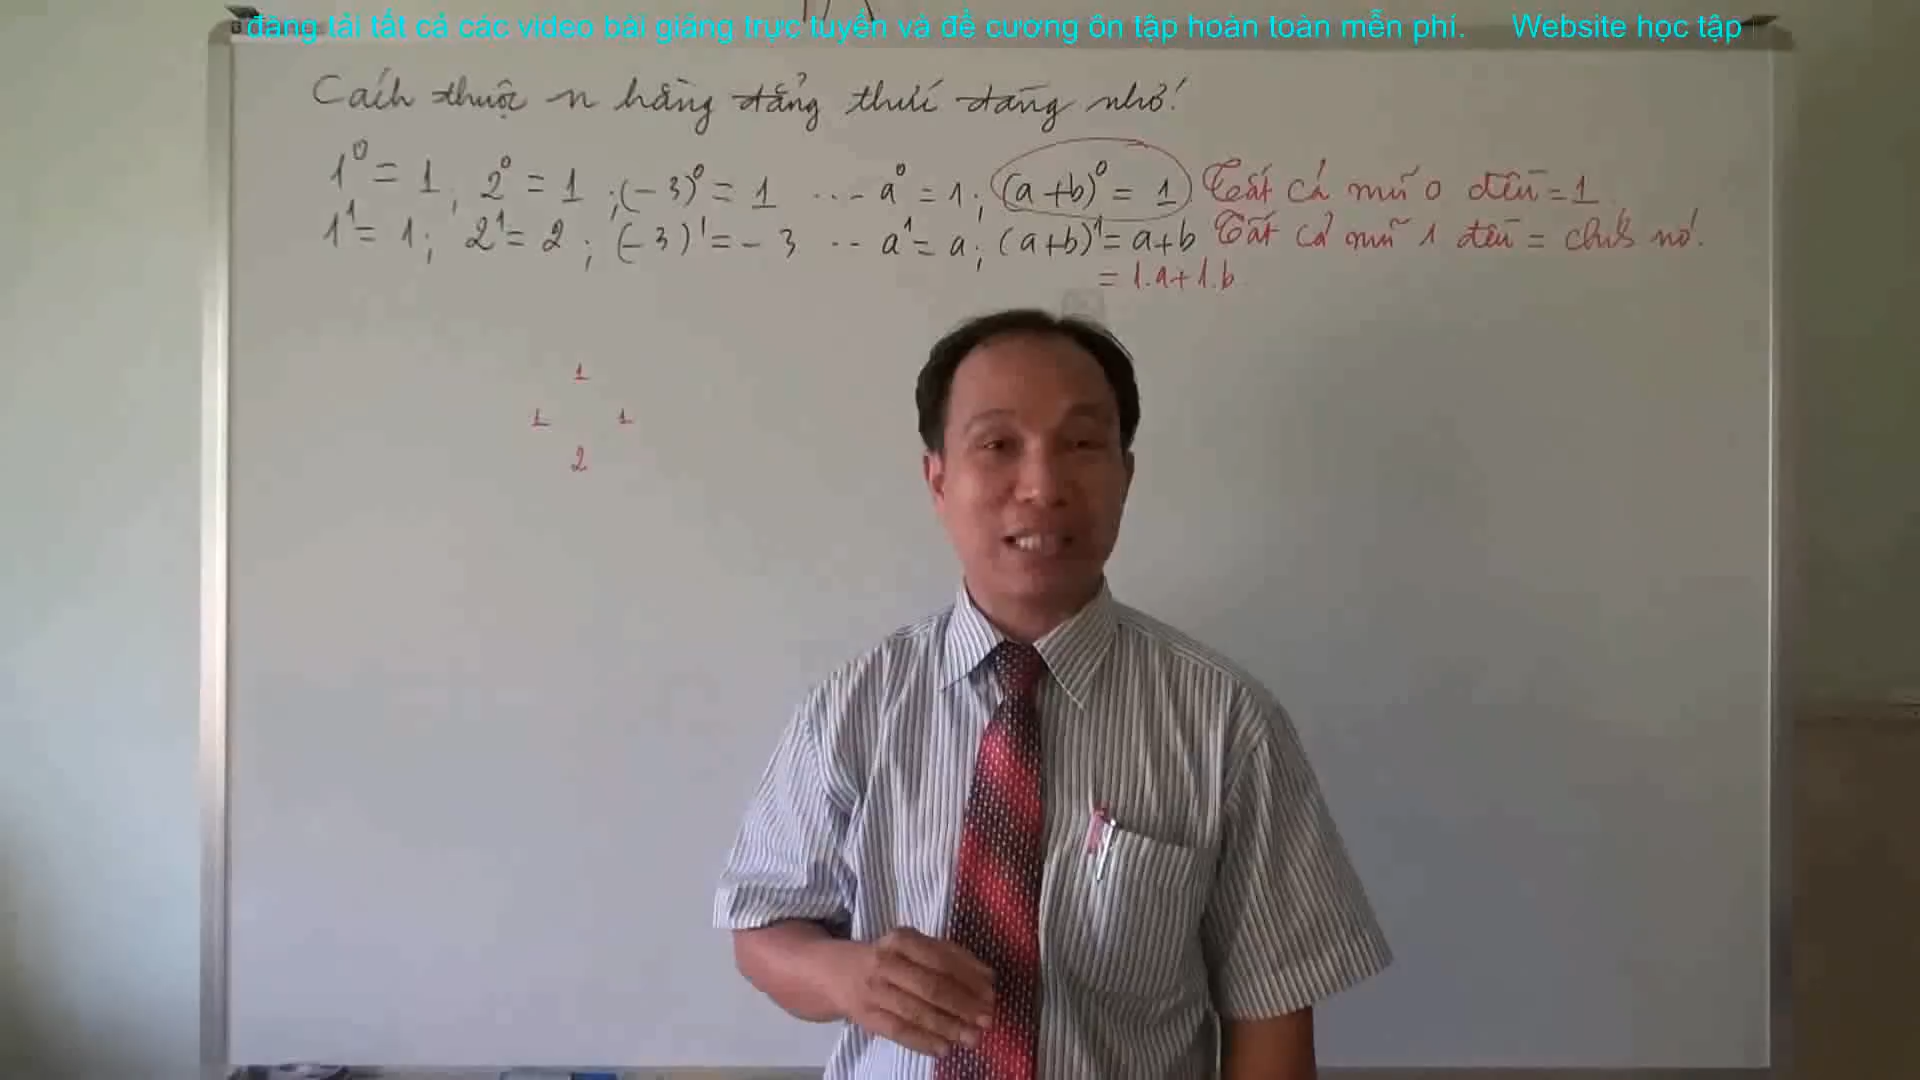 đăng tải tất cả các video bài giảng trực tuyến và đề cương ôn tập hoàn toàn miễn phí. Website học tập
Cách thuộc n hằng đẳng thức đáng nhớ!
1⁰ = 1 ; 2⁰ = 1 ; (-3)⁰ = 1 ... a⁰ = 1 ; (a+b)⁰ = 1 Tất cả mũ 0 đều = 1
1¹ = 1 ; 2¹ = 2 ; (-3)¹ = -3 ... a¹ = a ; (a+b)¹ = a+b Tất cả mũ 1 đều = chính nó.
= 1.a+1.b
1
1 1
2